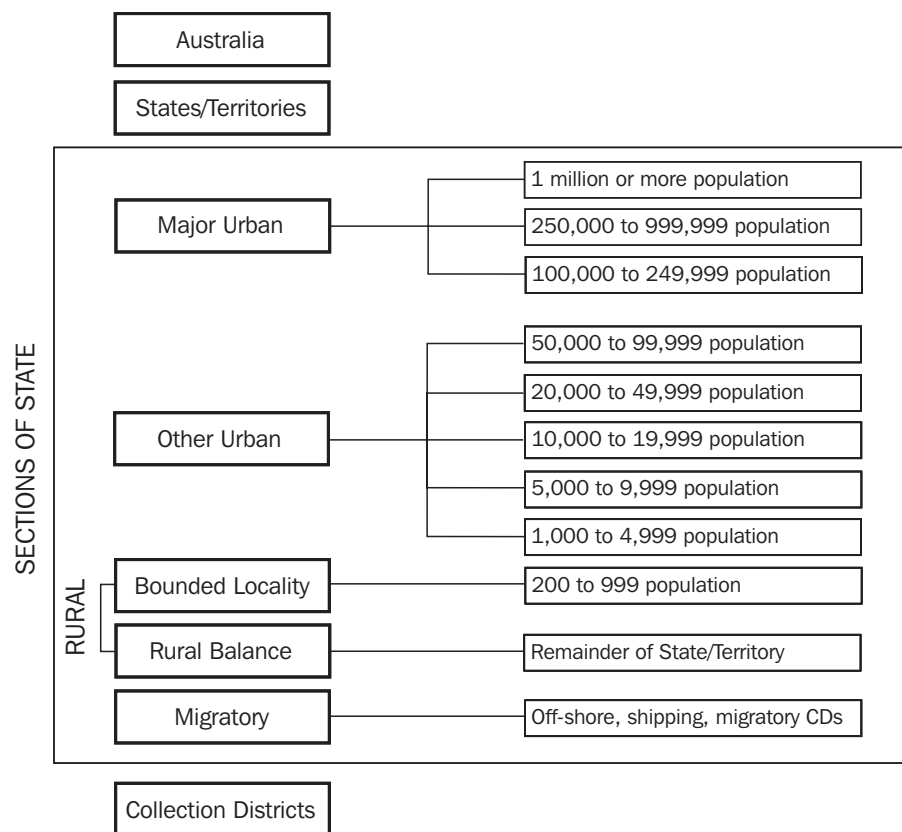 Australia
States/Territories
SECTIONS OF STATE
Major Urban
1 million or more population
250,000 to 999,999 population
100,000 to 249,999 population
Other Urban
50,000 to 99,999 population
20,000 to 49,999 population
10,000 to 19,999 population
5,000 to 9,999 population
1,000 to 4,999 population
RURAL
Bounded Locality
200 to 999 population
Rural Balance
Remainder of State/Territory
Migratory
Off-shore, shipping, migratory CDs
Collection Districts